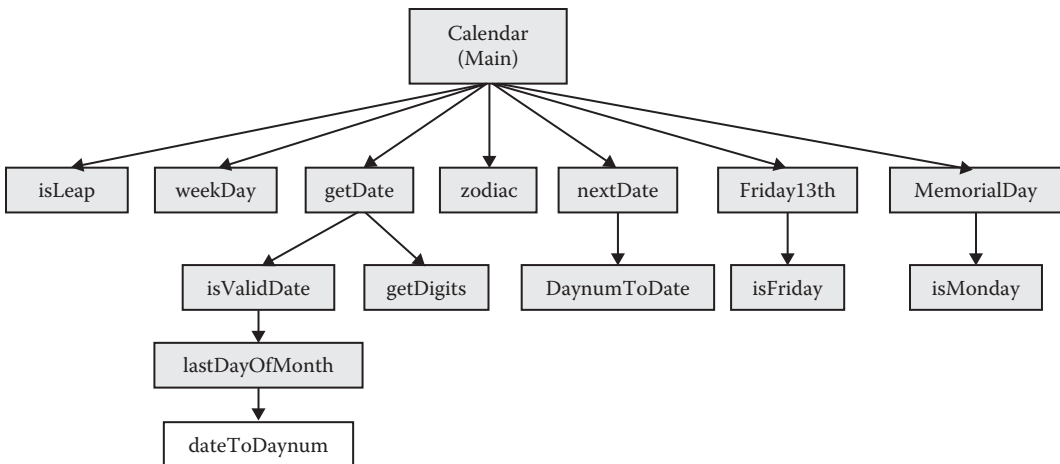 Calendar
(Main)
isLeap
weekDay
getDate
zodiac
nextDate
Friday13th
MemorialDay
isValidDate
getDigits
DaynumToDate
isFriday
isMonday
lastDayOfMonth
dateToDaynum